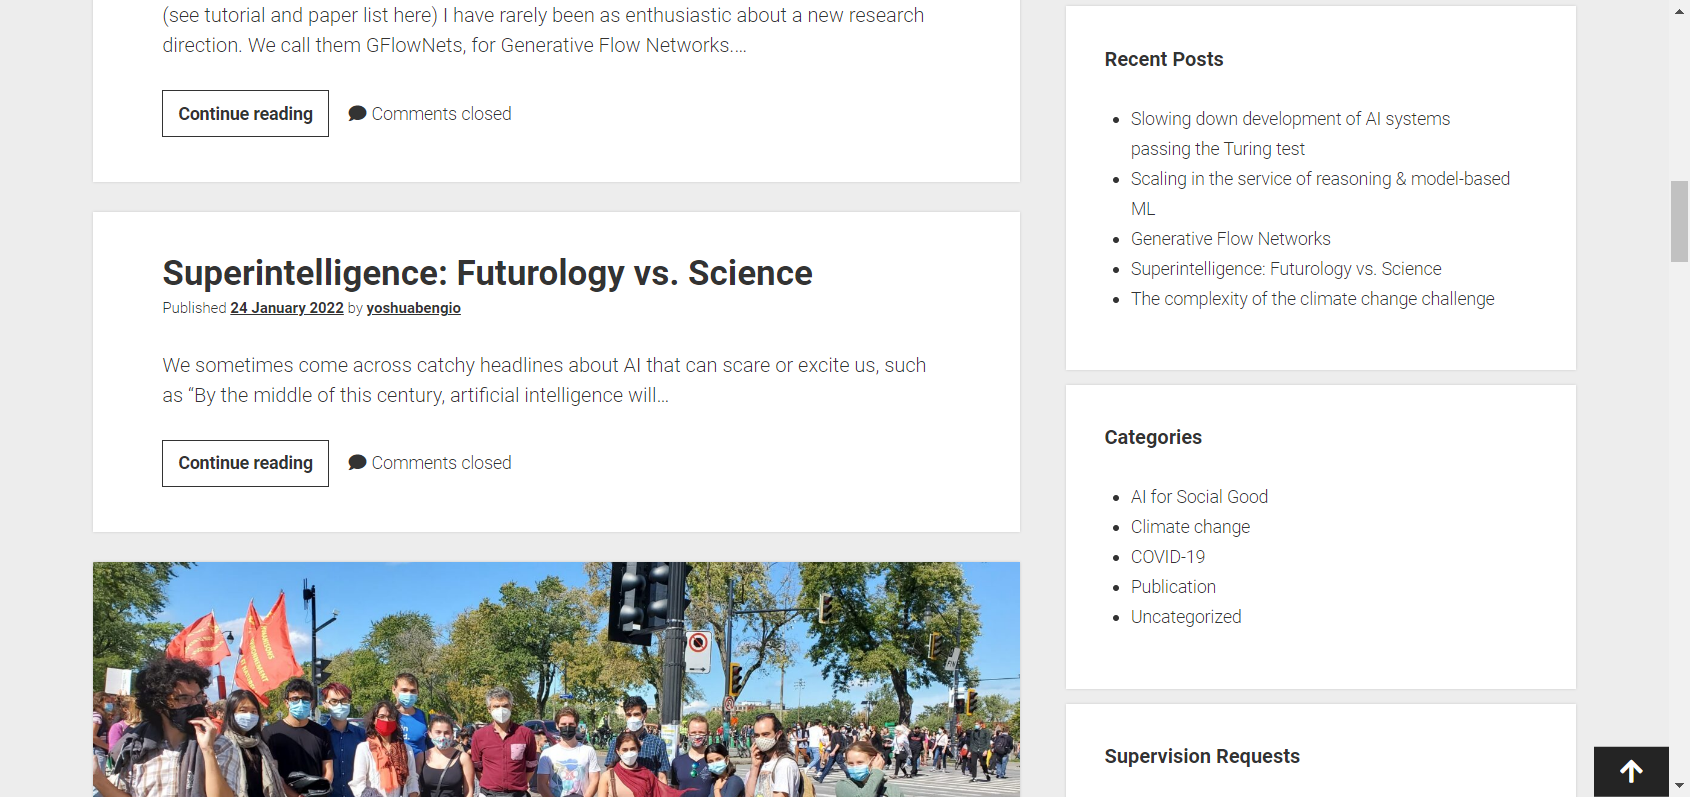 (see tutorial and paper list here) I have rarely been as enthusiastic about a new research
direction. We call them GFlowNets, for Generative Flow Networks.…
Continue reading
Comments closed
Superintelligence: Futurology vs. Science
Published 24 January 2022 by yoshuabengio
We sometimes come across catchy headlines about AI that can scare or excite us, such
as “By the middle of this century, artificial intelligence will…
Continue reading
Comments closed
Recent Posts
Slowing down development of AI systems
passing the Turing test
Scaling in the service of reasoning & model-based
ML
Generative Flow Networks
Superintelligence: Futurology vs. Science
The complexity of the climate change challenge
Categories
AI for Social Good
Climate change
COVID-19
Publication
Uncategorized
Supervision Requests